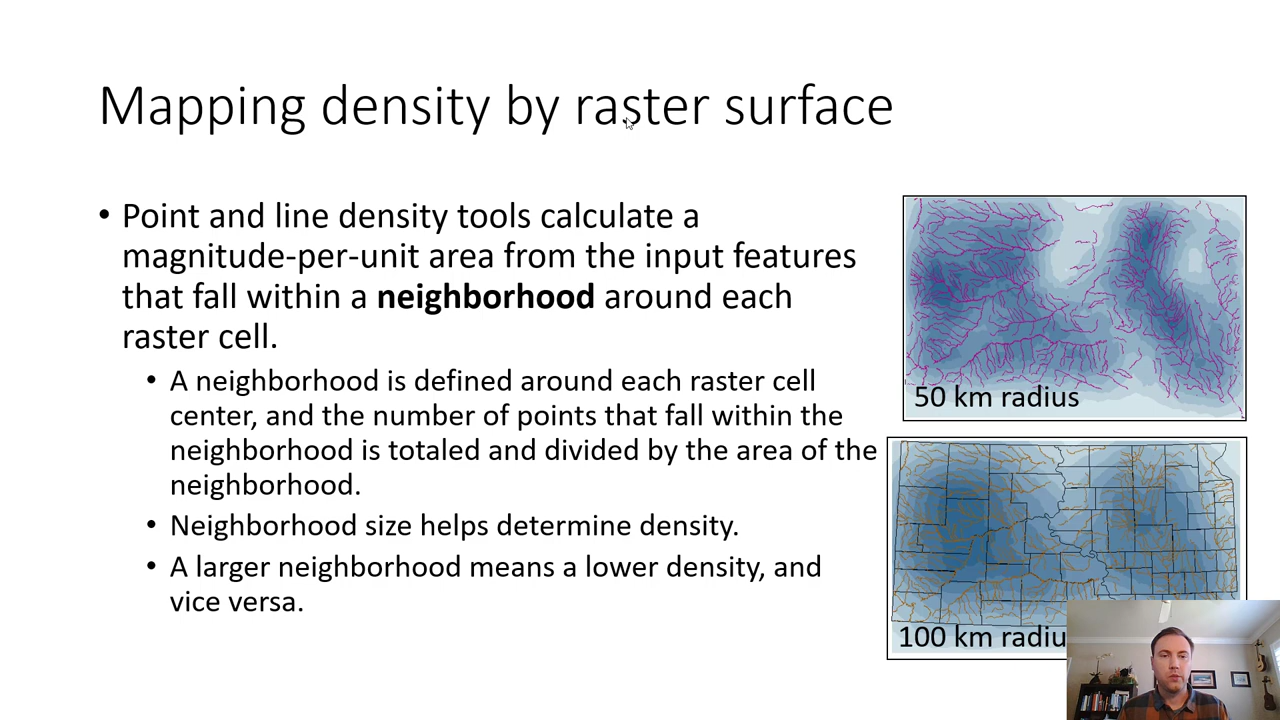 Mapping density by raster surface
• Point and line density tools calculate a
magnitude-per-unit area from the input features
that fall within a neighborhood around each
raster cell.
• A neighborhood is defined around each raster cell
center, and the number of points that fall within the
neighborhood is totaled and divided by the area of the
neighborhood.
• Neighborhood size helps determine density.
• A larger neighborhood means a lower density, and
vice versa.
50 km radius
100 km radiu